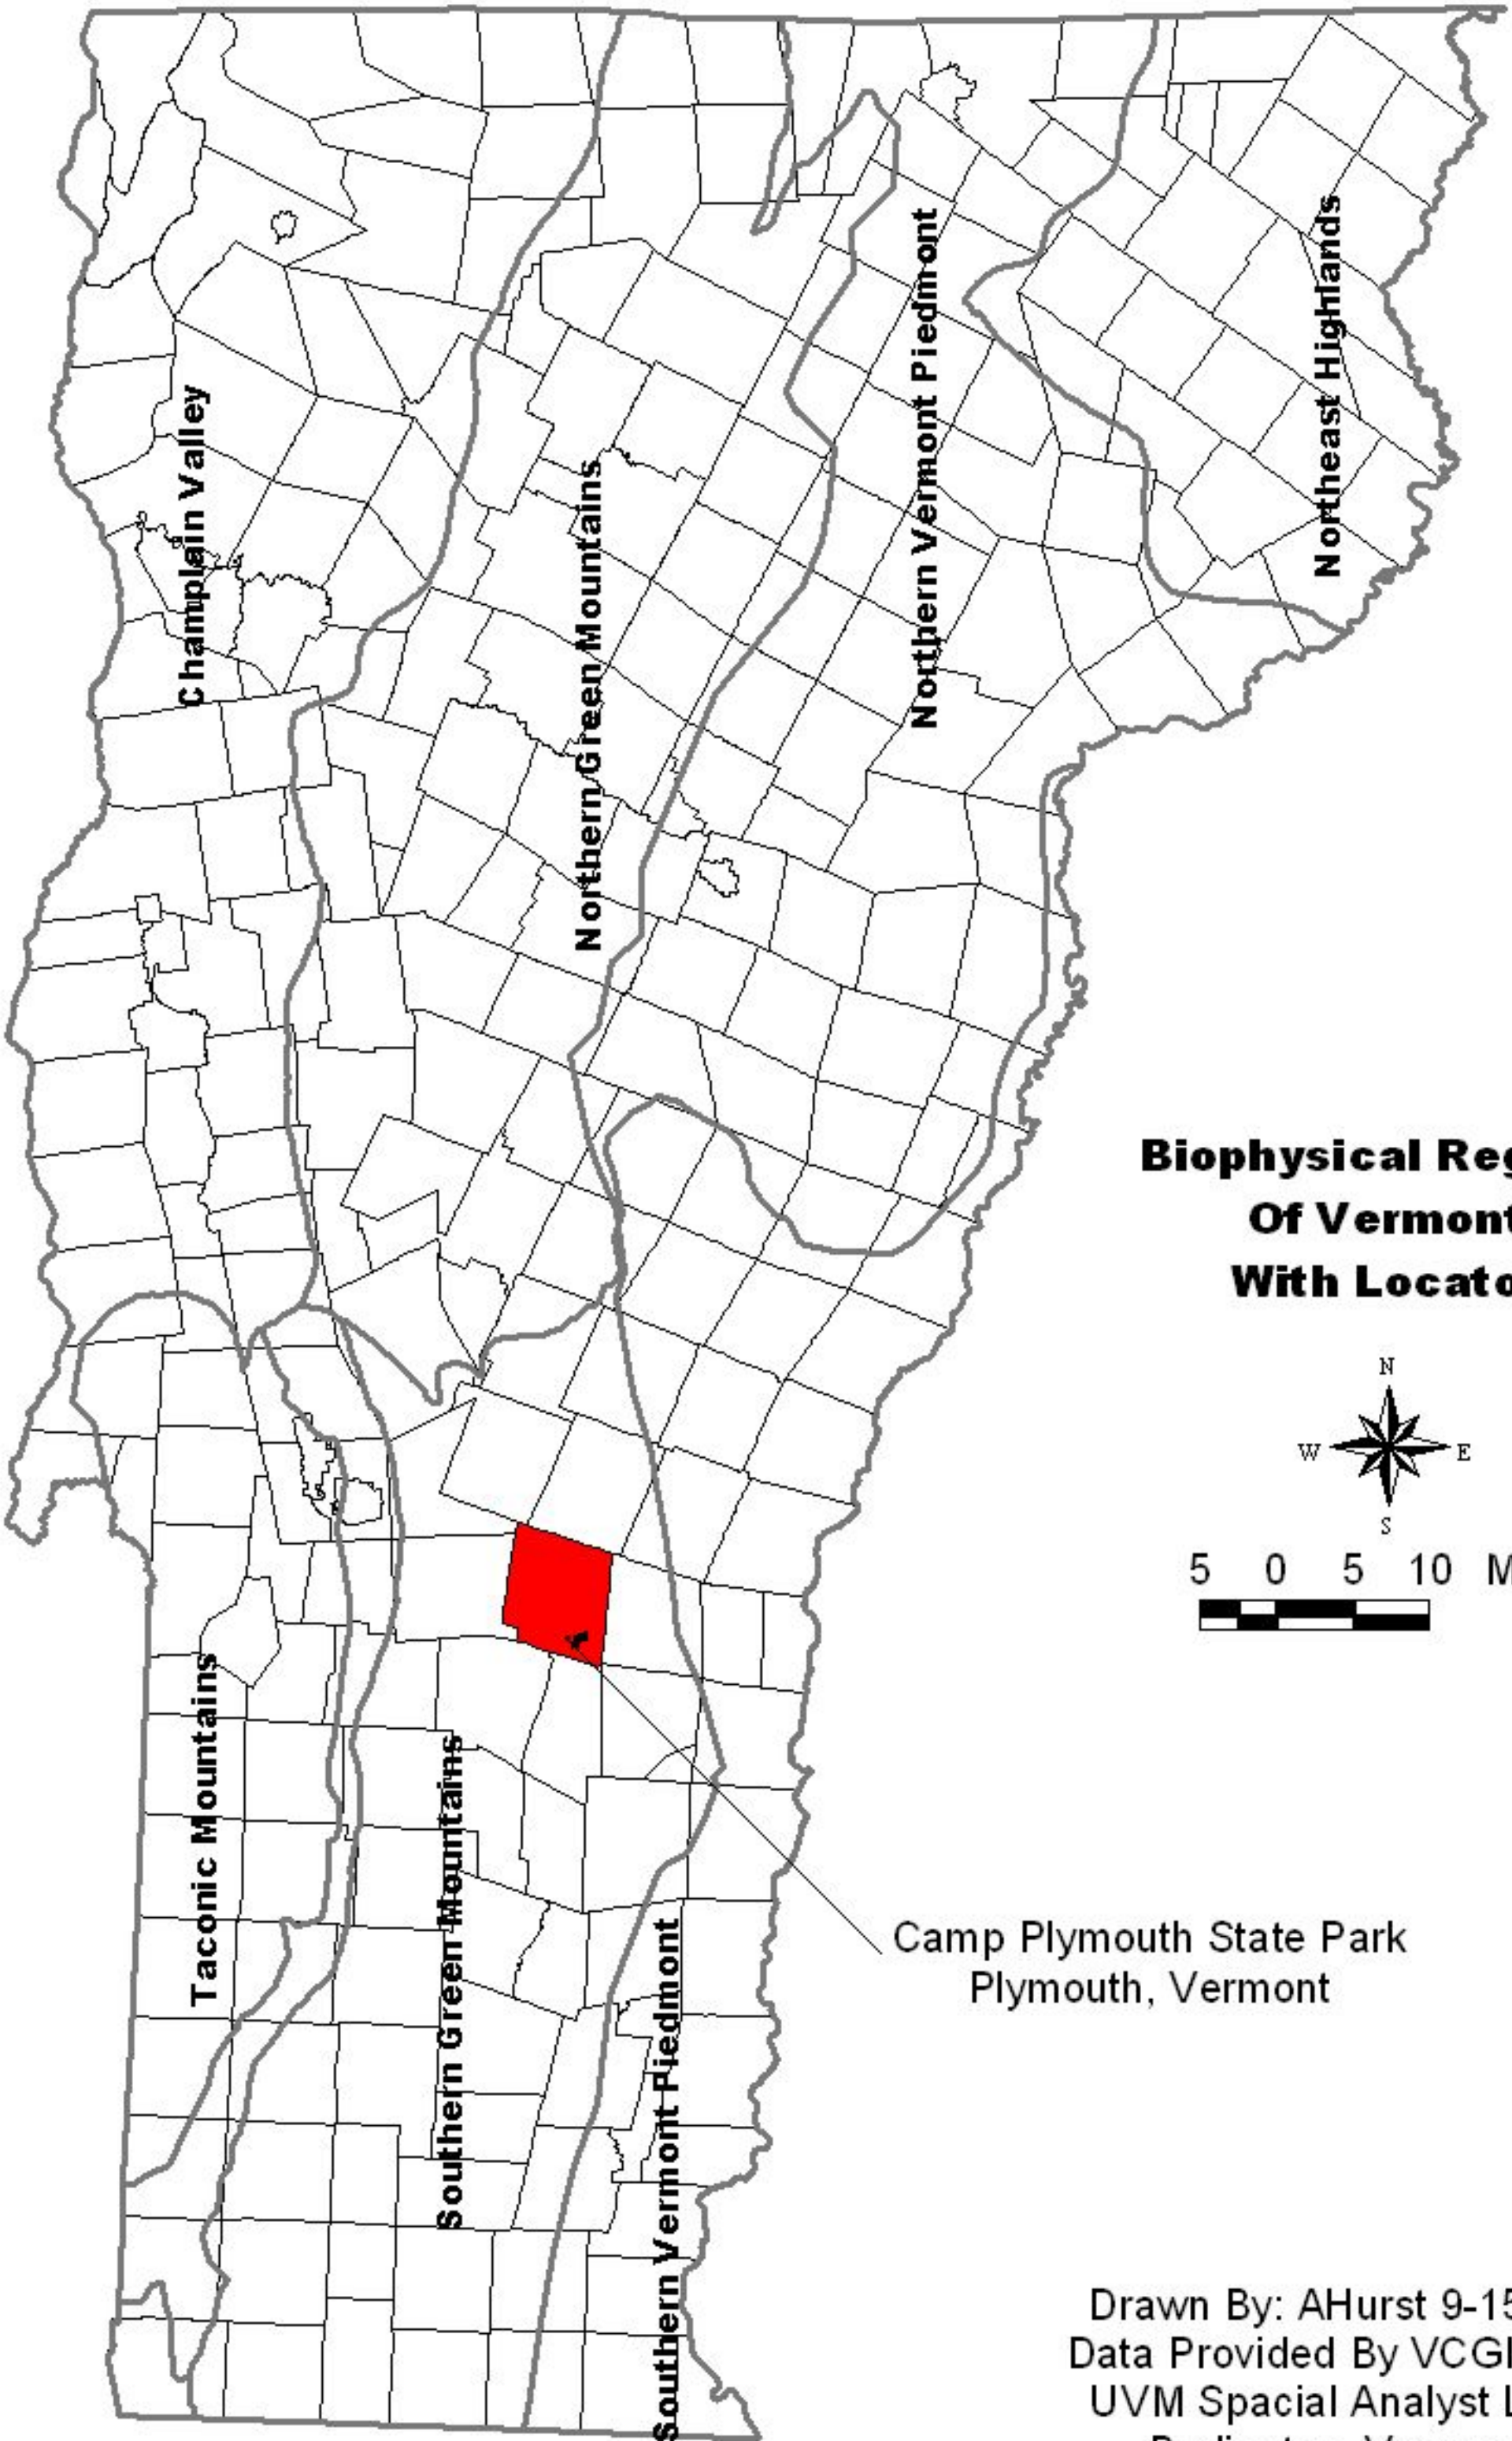 Champlain Valley
Northern Green Mountains
Northern Vermont Piedmont
Northeast Highlands
Biophysical Reg
Of Vermont
With Locato
N
W E
S
5 0 5 10 M
Taconic Mountains
Southern Green Mountains
Southern Vermont Piedmont
Camp Plymouth State Park
Plymouth, Vermont
Drawn By: AHurst 9-15
Data Provided By VCGI
UVM Spacial Analyst L